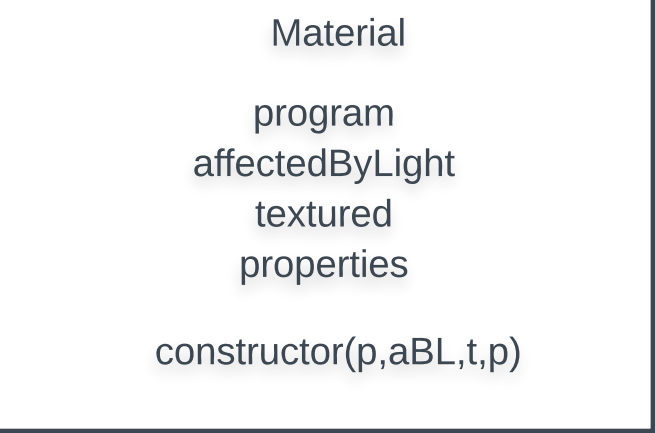 Material
program
affectedByLight
textured
properties
constructor(p,aBL,t,p)